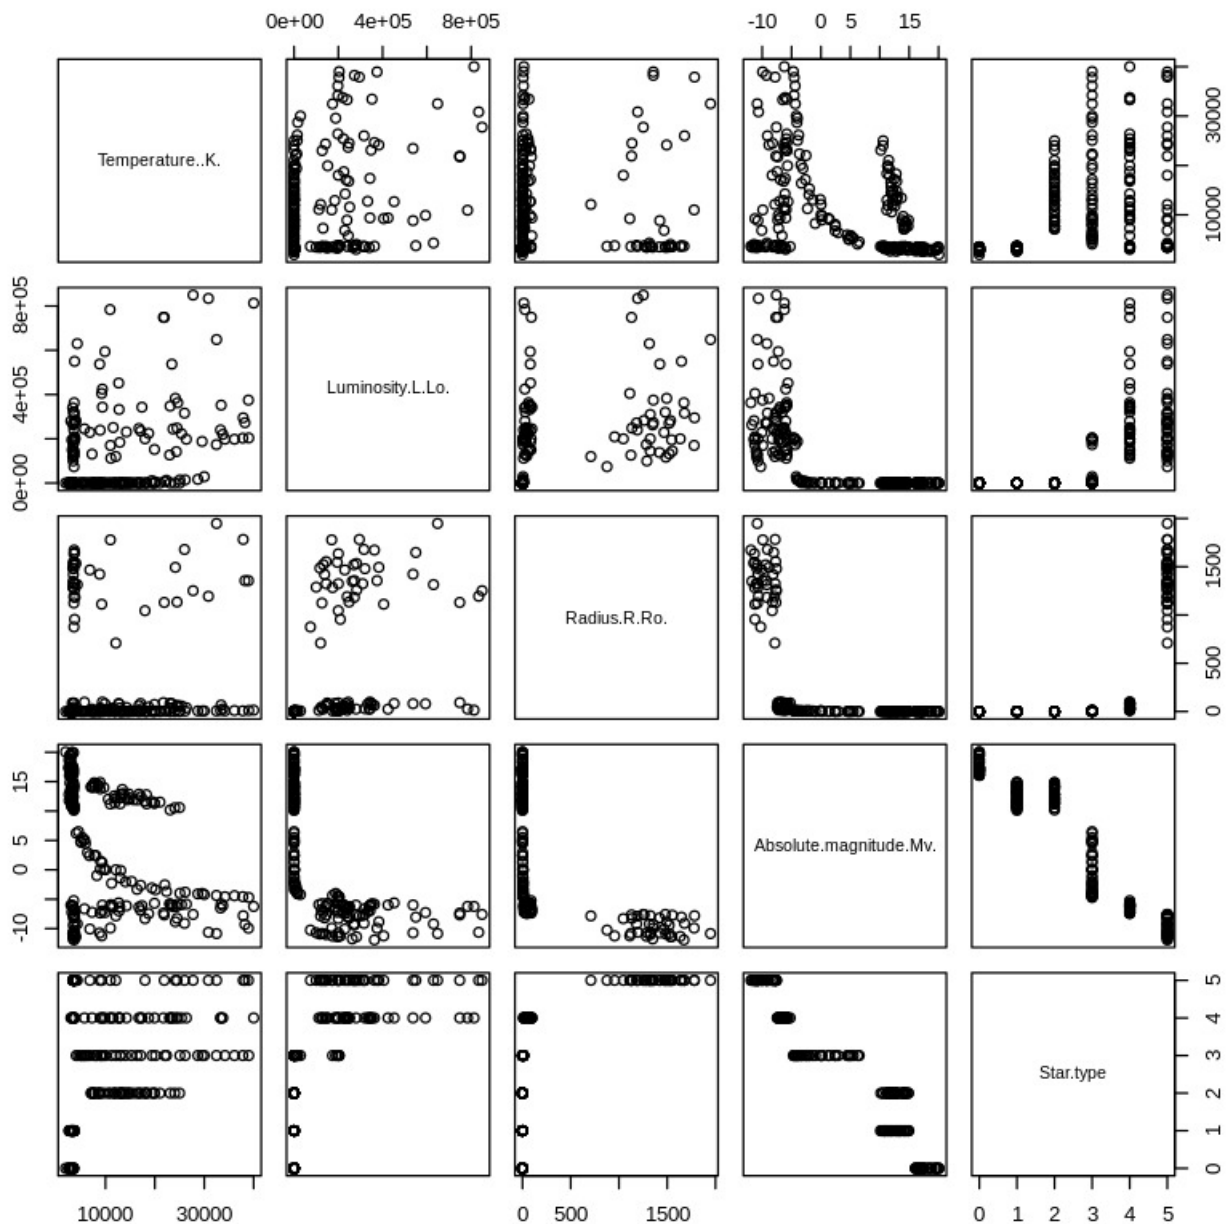 0e+00 4e+05 8e+05 -10 0 5 15
Temperature..K.
10000 30000
0e+00 4e+05 8e+05
Luminosity.L.Lo.
Radius.R.Ro.
0 500 1500
-10 0 5 15
Absolute.magnitude.Mv.
Star.type
0 1 2 3 4 5
10000 30000 0 500 1500 0 1 2 3 4 5